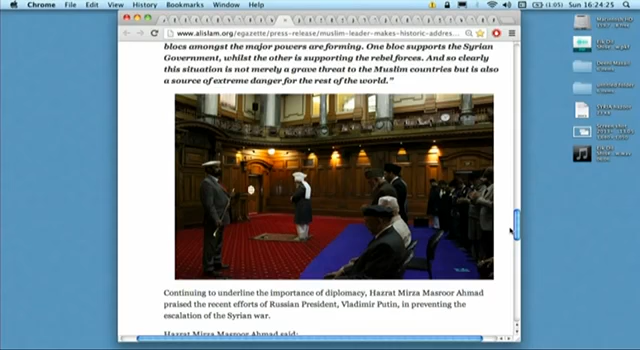 Chrome File Edit View History Bookmarks Window Help
(1:05) Sun 16:24:25
www.alislam.org/egazette/press-release/muslim-leader-makes-historic-addres
blocs amongst the major powers are forming. One bloc supports the Syrian
Government, whilst the other is supporting the rebel forces. And so clearly
this situation is not merely a grave threat to the Muslim countries but is also
a source of extreme danger for the rest of the world."
Continuing to underline the importance of diplomacy, Hazrat Mirza Masroor Ahmad
praised the recent efforts of Russian President, Vladimir Putin, in preventing the
escalation of the Syrian war.
Hazrat Mirza Masroor Ahmad said: